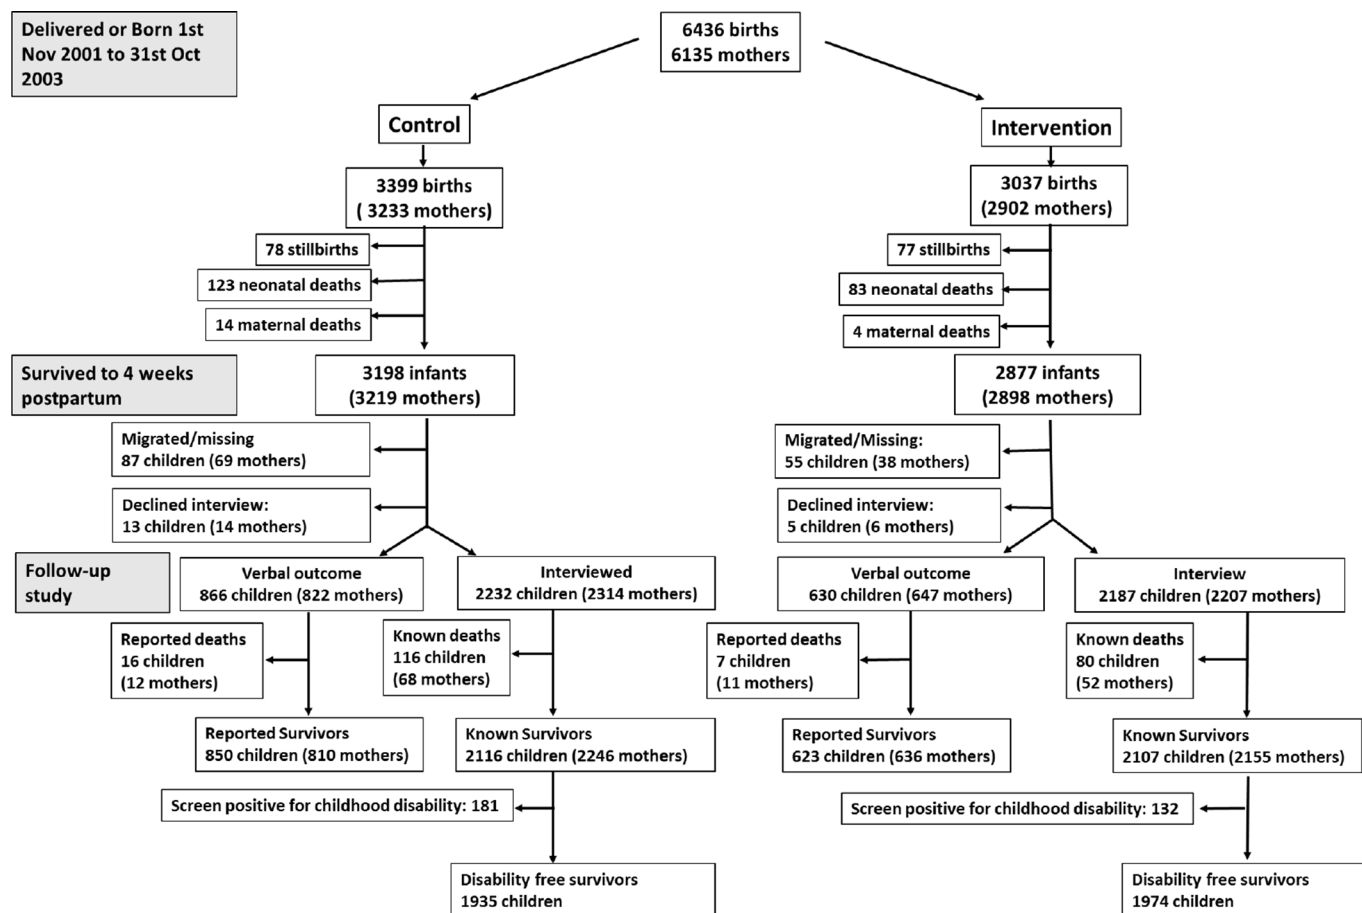 Delivered or Born 1st
Nov 2001 to 31st Oct
2003
6436 births
6135 mothers
Control
Intervention
3399 births
( 3233 mothers)
3037 births
(2902 mothers)
78 stillbirths
77 stillbirths
123 neonatal deaths
83 neonatal deaths
14 maternal deaths
4 maternal deaths
Survived to 4 weeks
postpartum
3198 infants
(3219 mothers)
2877 infants
(2898 mothers)
Migrated/missing
87 children (69 mothers)
Migrated/Missing:
55 children (38 mothers)
Declined interview:
13 children (14 mothers)
Declined interview:
5 children (6 mothers)
Follow-up
study
Verbal outcome
866 children (822 mothers)
Interviewed
2232 children (2314 mothers)
Verbal outcome
630 children (647 mothers)
Interview
2187 children (2207 mothers)
Reported deaths
16 children
(12 mothers)
Known deaths
116 children
(68 mothers)
Reported deaths
7 children
(11 mothers)
Known deaths
80 children
(52 mothers)
Reported Survivors
850 children (810 mothers)
Known Survivors
2116 children (2246 mothers)
Reported Survivors
623 children (636 mothers)
Known Survivors
2107 children (2155 mothers)
Screen positive for childhood disability: 181
Screen positive for childhood disability: 132
Disability free survivors
1935 children
Disability free survivors
1974 children